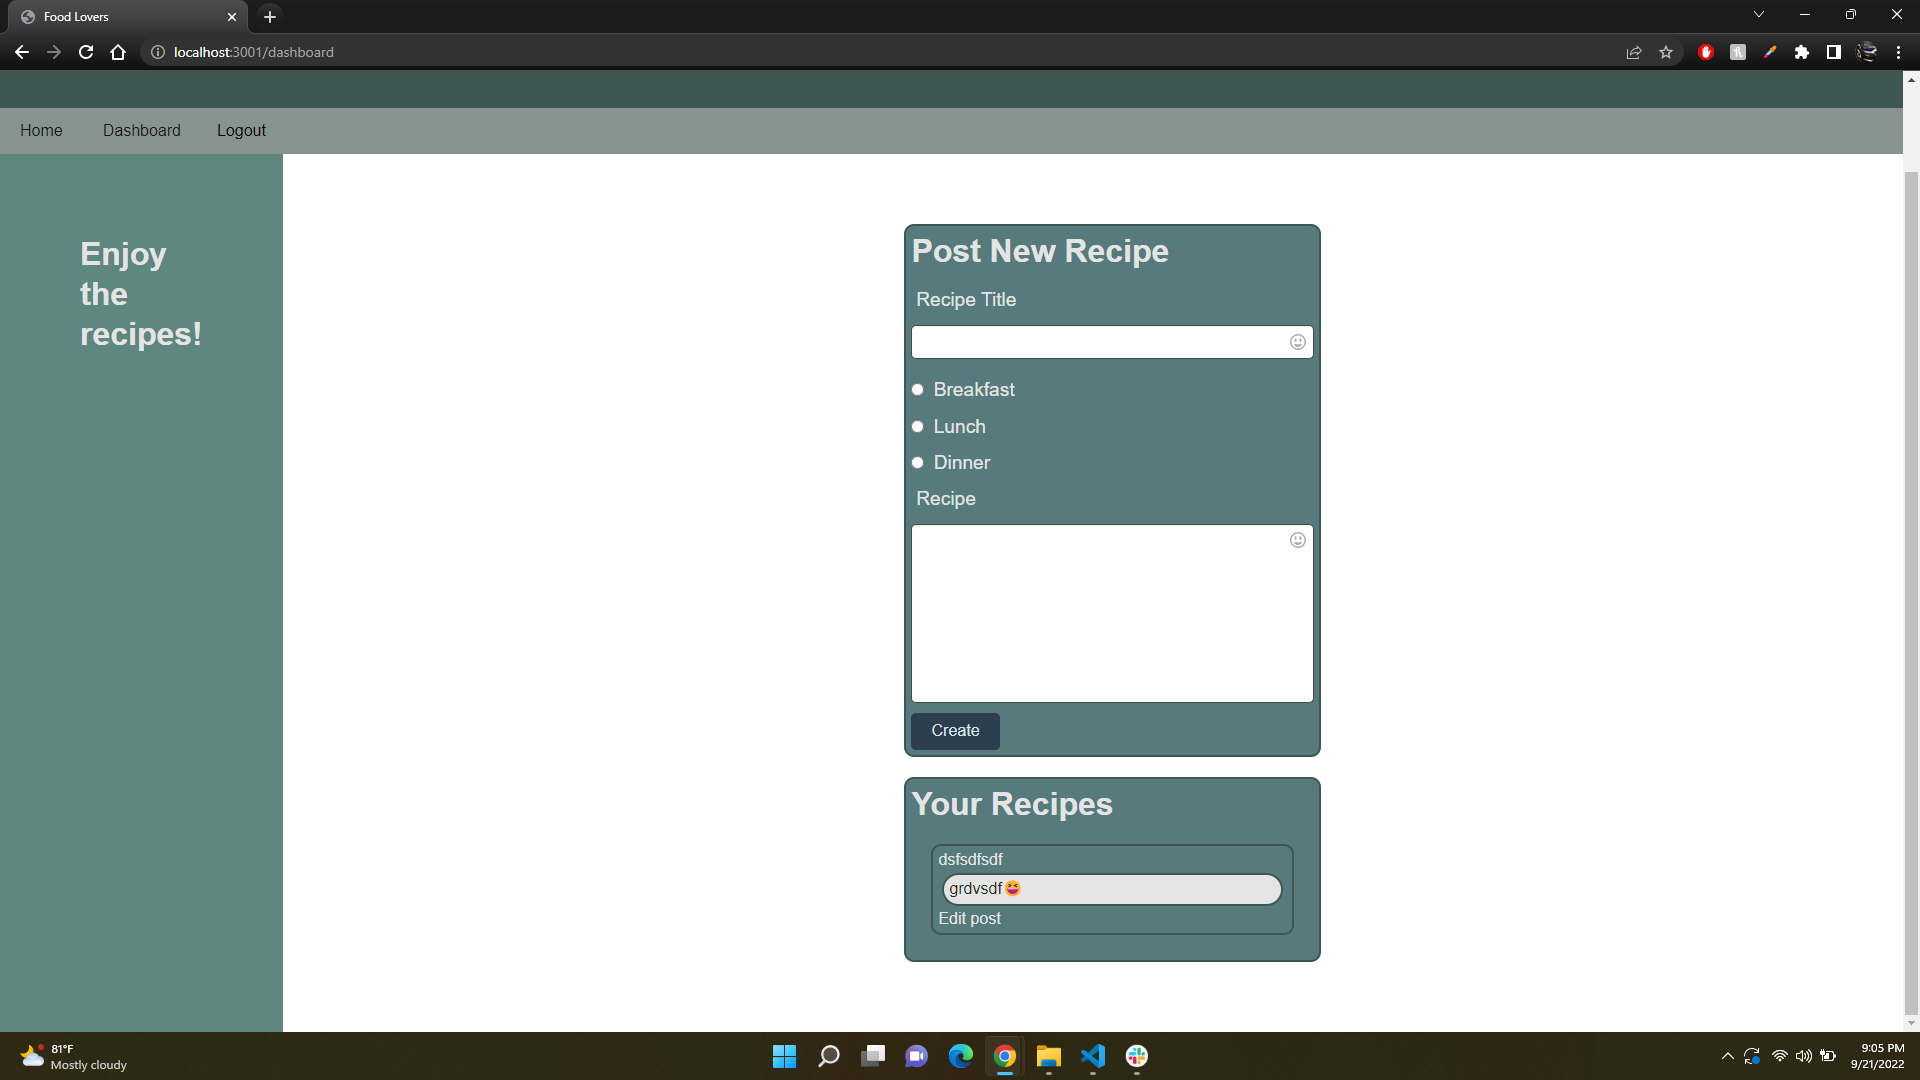 Food Lovers
localhost:3001/dashboard
Home Dashboard Logout
Enjoy
the
recipes!
Post New Recipe
Recipe Title
Breakfast
Lunch
Dinner
Recipe
Create
Your Recipes
dsfsdfsdf
grdvsdf😆
Edit post
81°F
Mostly cloudy
9:05 PM
9/21/2022